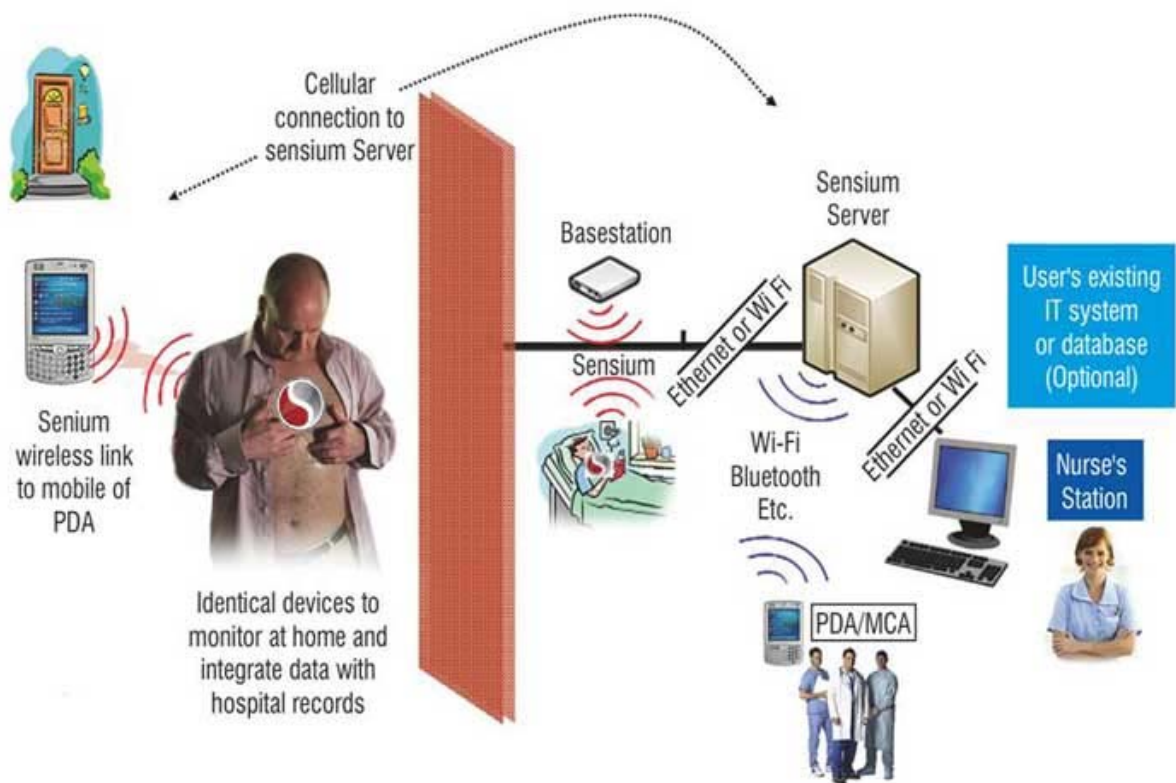 Cellular
connection to
sensium Server
Senium
wireless link
to mobile of
PDA
Identical devices to
monitor at home and
integrate data with
hospital records
Basestation
Sensium
Ethernet or Wi Fi
Sensium
Server
Wi-Fi
Bluetooth
Etc.
Ethernet or Wi Fi
PDA/MCA
User's existing
IT system
or database
(Optional)
Nurse's
Station